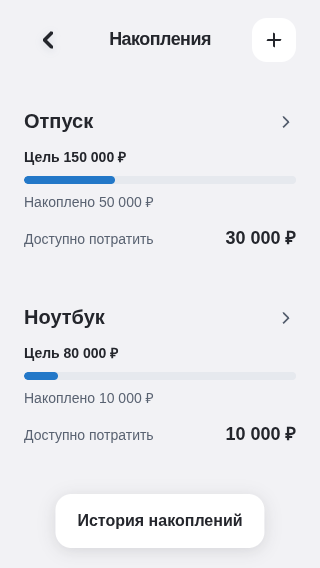 Накопления
Отпуск
Цель 150 000 ₽
Накоплено 50 000 ₽
Доступно потратить 30 000 ₽
Ноутбук
Цель 80 000 ₽
Накоплено 10 000 ₽
Доступно потратить 10 000 ₽
История накоплений